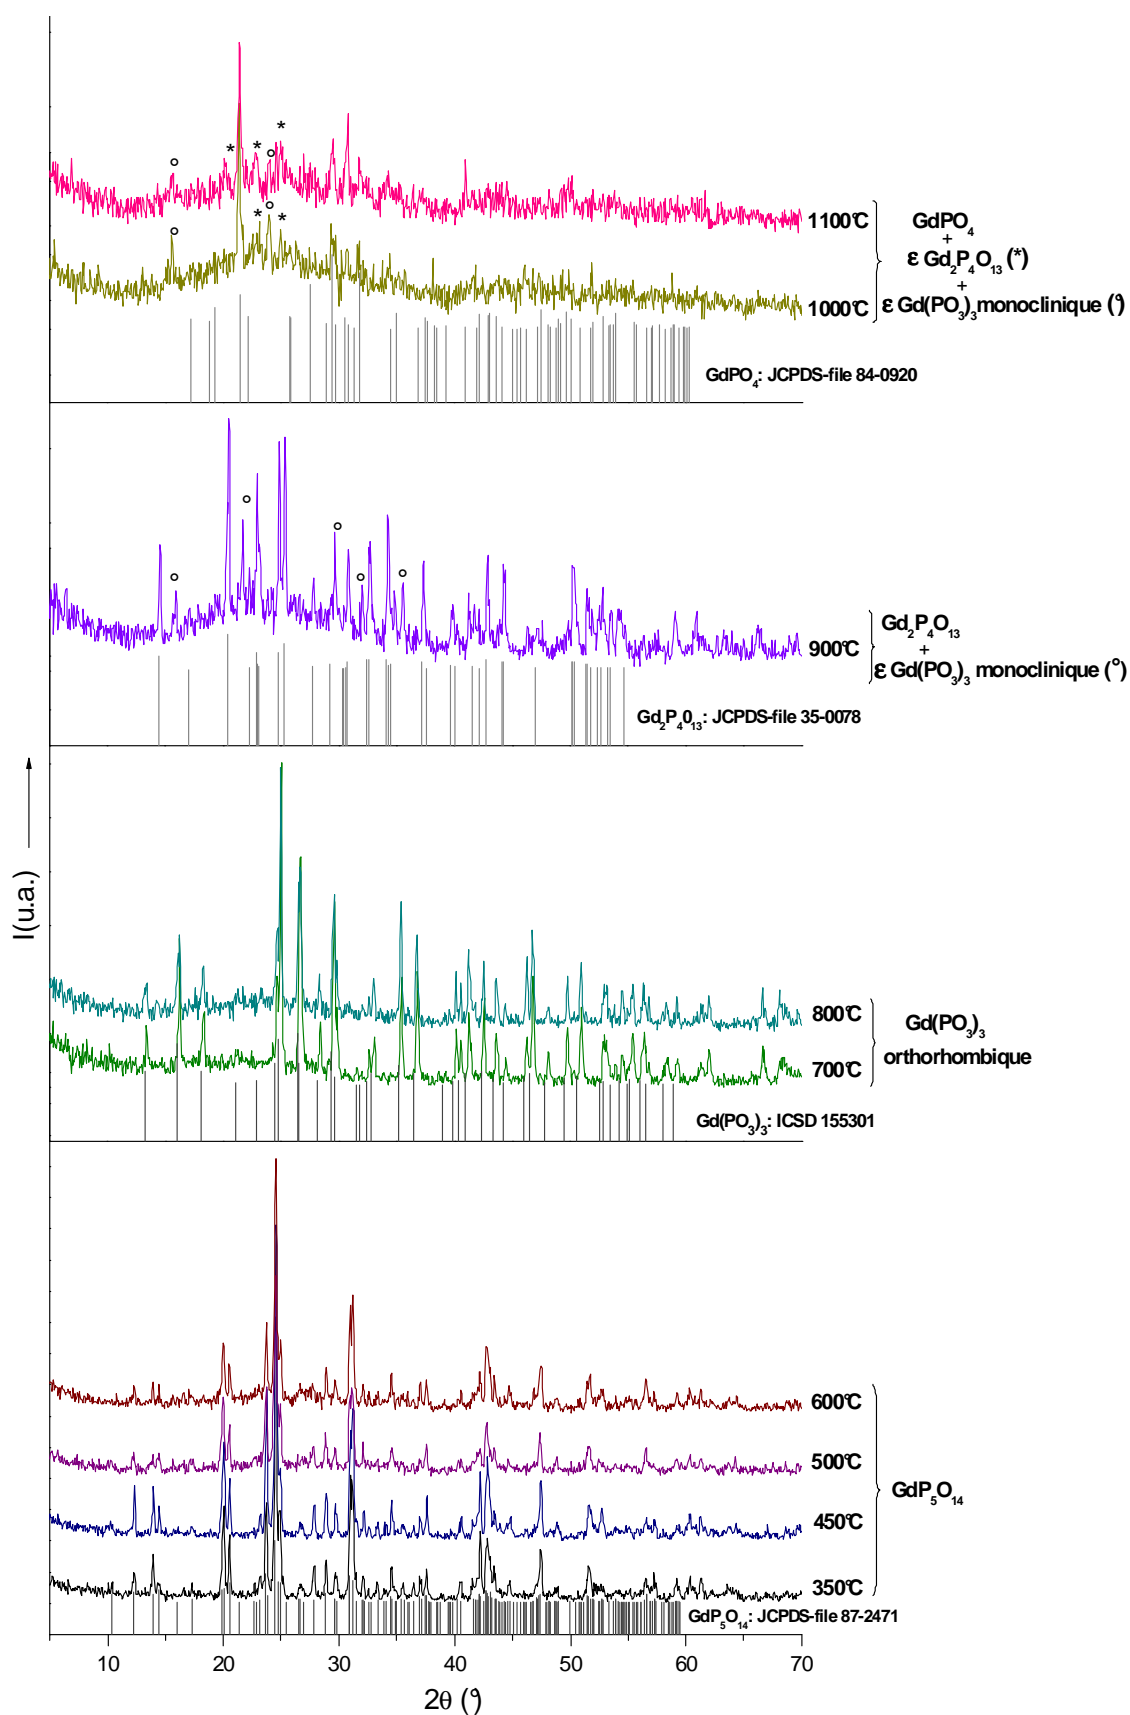 1100°C
GdPO₄
+
ε Gd₂P₄O₁₃ (*)
+
ε Gd(PO₃)₃ monoclinique (°)
1000°C
GdPO₄: JCPDS-file 84-0920
900°C
Gd₂P₄O₁₃
+
ε Gd(PO₃)₃ monoclinique (°)
Gd₂P₄0₁₃: JCPDS-file 35-0078
I(u.a.)
800°C
Gd(PO₃)₃
orthorhombique
700°C
Gd(PO₃)₃: ICSD 155301
600°C
500°C
GdP₅O₁₄
450°C
350°C
GdP₅O₁₄: JCPDS-file 87-2471
10 20 30 40 50 60 70
2θ (°)